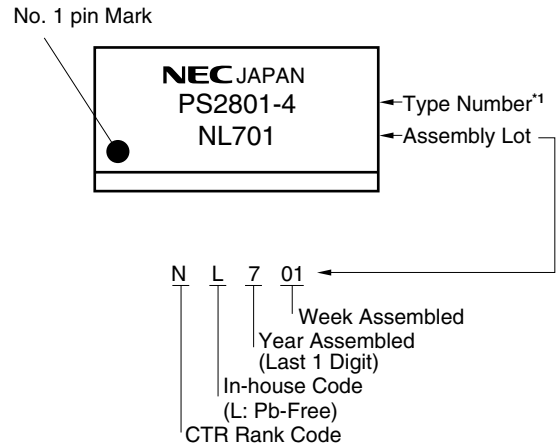 No. 1 pin Mark
NEC JAPAN
PS2801-4
NL701
Type Number*1
Assembly Lot
N L 7 01
Week Assembled
Year Assembled
(Last 1 Digit)
In-house Code
(L: Pb-Free)
CTR Rank Code